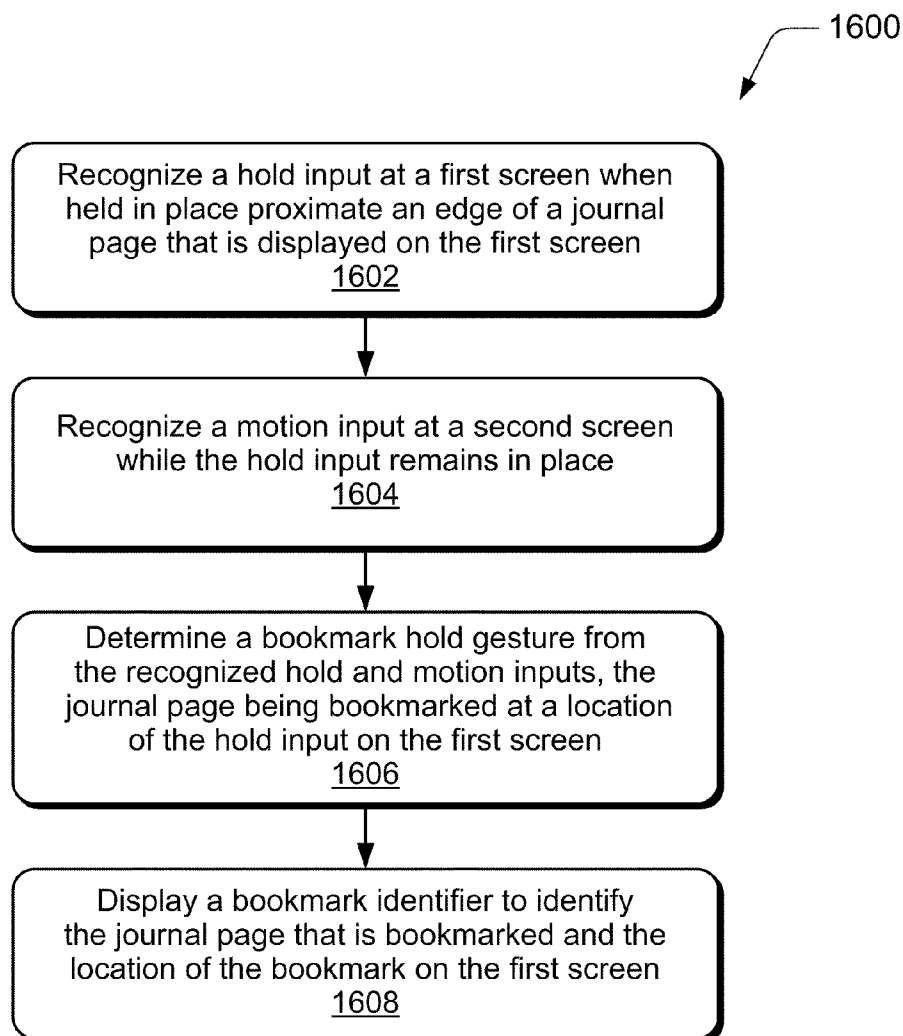 1600
Recognize a hold input at a first screen when
held in place proximate an edge of a journal
page that is displayed on the first screen
1602
Recognize a motion input at a second screen
while the hold input remains in place
1604
Determine a bookmark hold gesture from
the recognized hold and motion inputs, the
journal page being bookmarked at a location
of the hold input on the first screen
1606
Display a bookmark identifier to identify
the journal page that is bookmarked and the
location of the bookmark on the first screen
1608